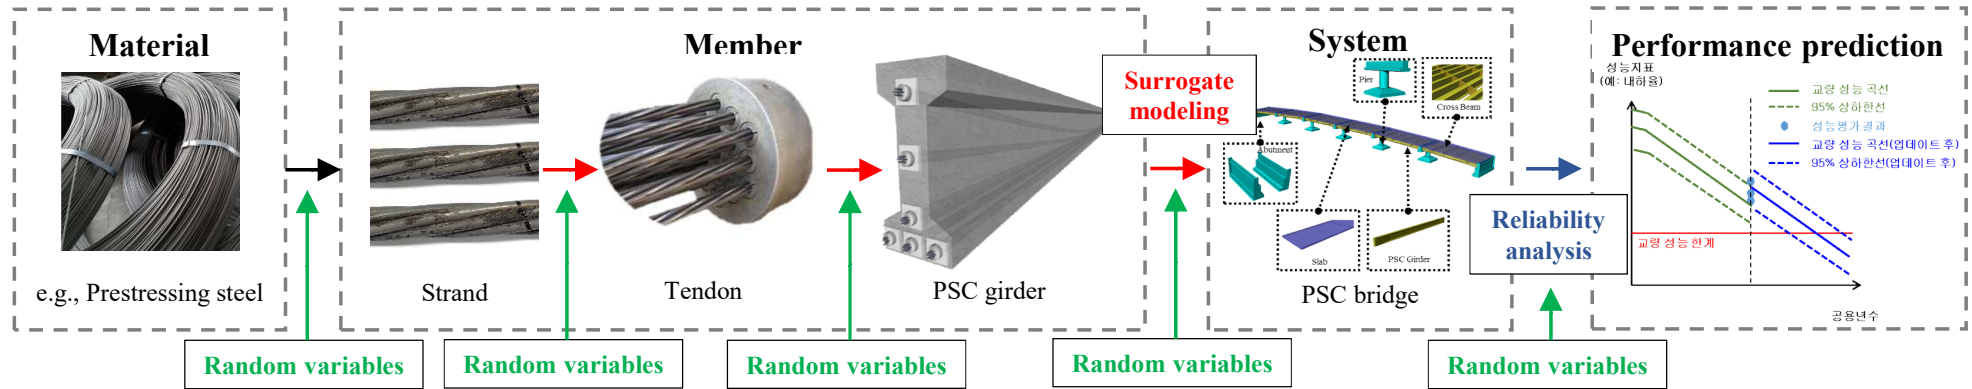 Material
e.g., Prestressing steel
Member
Strand
Tendon
PSC girder
Surrogate
modeling
System
Pier
Cross Beam
Abutment
Slab
PSC Girder
PSC bridge
Reliability
analysis
Performance prediction
성능지표
(예: 내하율)
교량 성능 곡선
95% 상하한선
성능평가 결과
교량 성능 곡선(업데이트 후)
95% 상하한선(업데이트 후)
교량 성능 한계
공용년수
Random variables
Random variables
Random variables
Random variables
Random variables